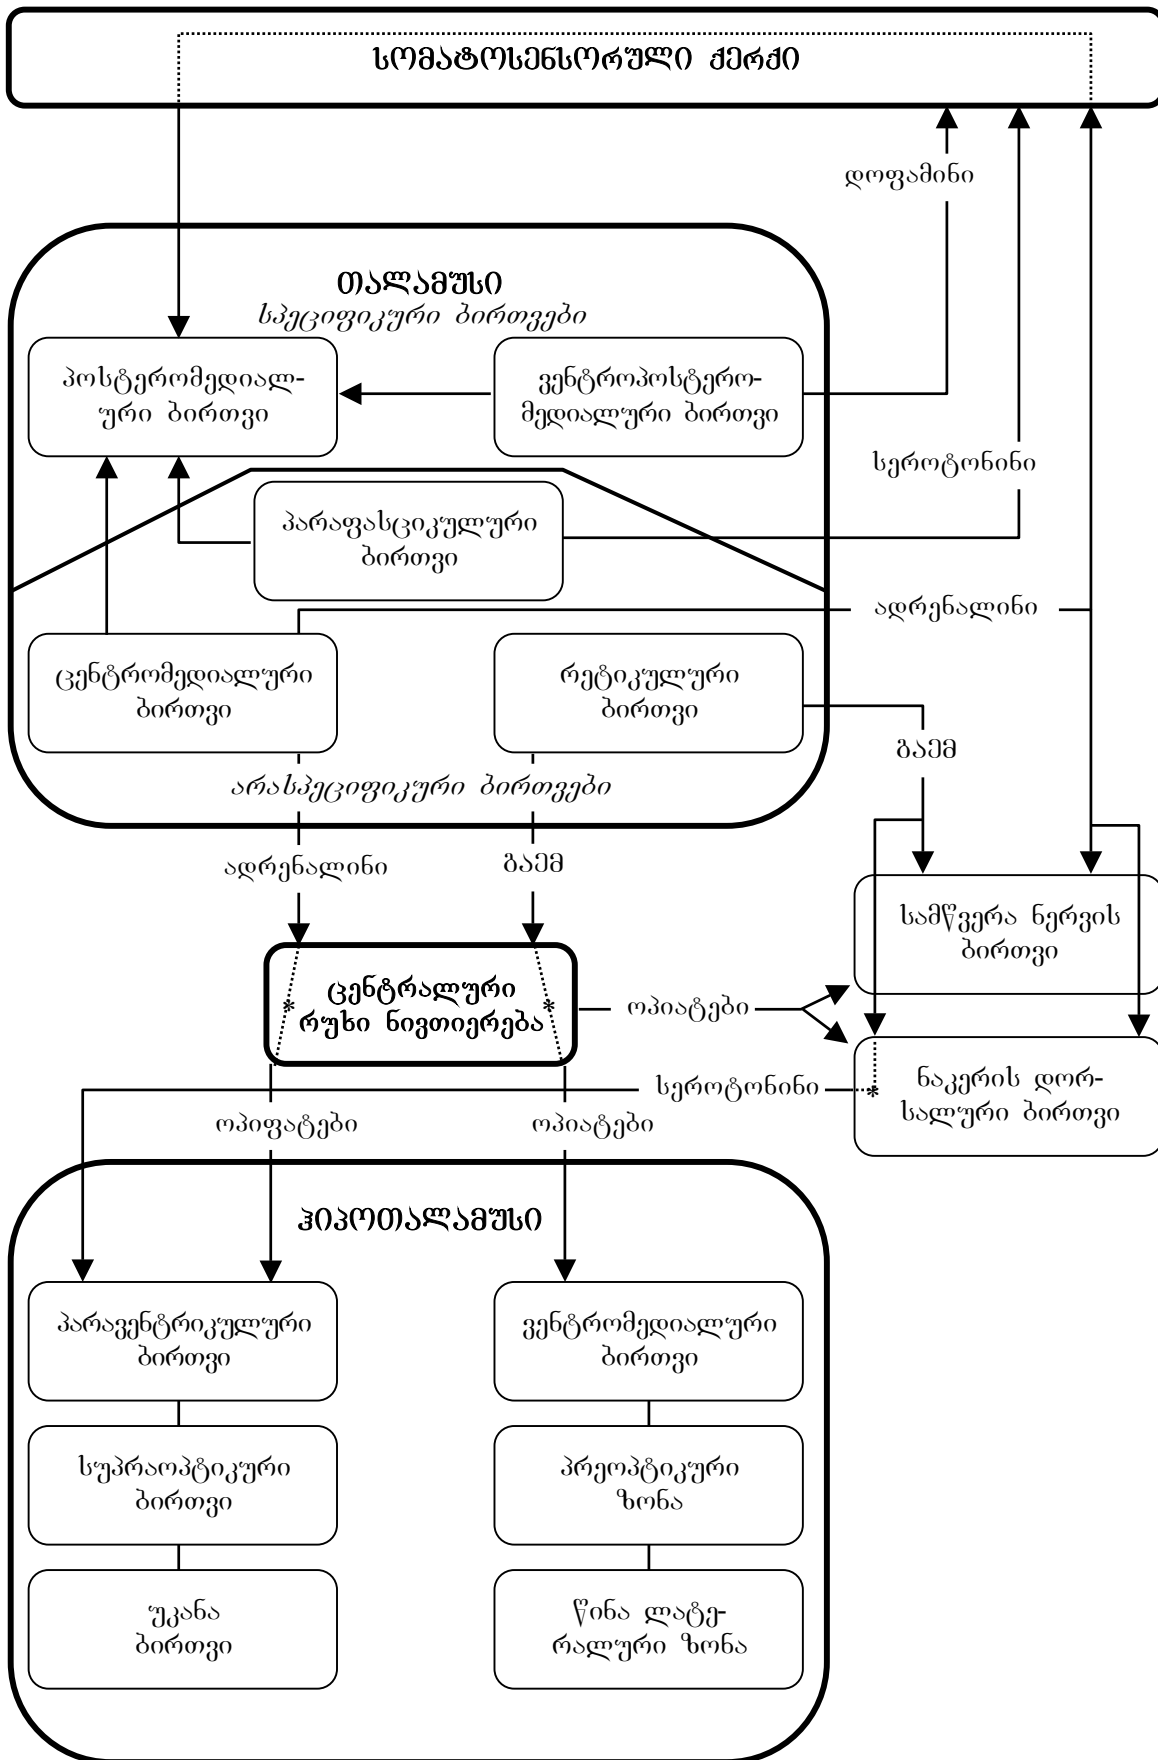 სომატოსენსორული ქერქი
დოფამინი
თალამუსი
სპეციფიკური ბირთვები
პოსტერომედიალ-
ური ბირთვი
ვენტროპოსტერო-
მედიალური ბირთვი
სეროტონინი
პარაფასციკულური
ბირთვი
ადრენალინი
ცენტრომედიალური
ბირთვი
რეტიკულური
ბირთვი
გაემ
არასპეციფიკური ბირთვები
ადრენალინი
გაემ
სამწვერა ნერვის
ბირთვი
ცენტრალური
* რუხი ნივთიერება *
ოპიატები
ნაკერის დორ-
სალური ბირთვი
*
სეროტონინი
ოპიფატები
ოპიატები
ჰიპოთალამუსი
პარავენტრიკულური
ბირთვი
ვენტრომედიალური
ბირთვი
სუპრაოპტიკური
ბირთვი
პრეოპტიკური
ზონა
უკანა
ბირთვი
წინა ლატე-
რალური ზონა